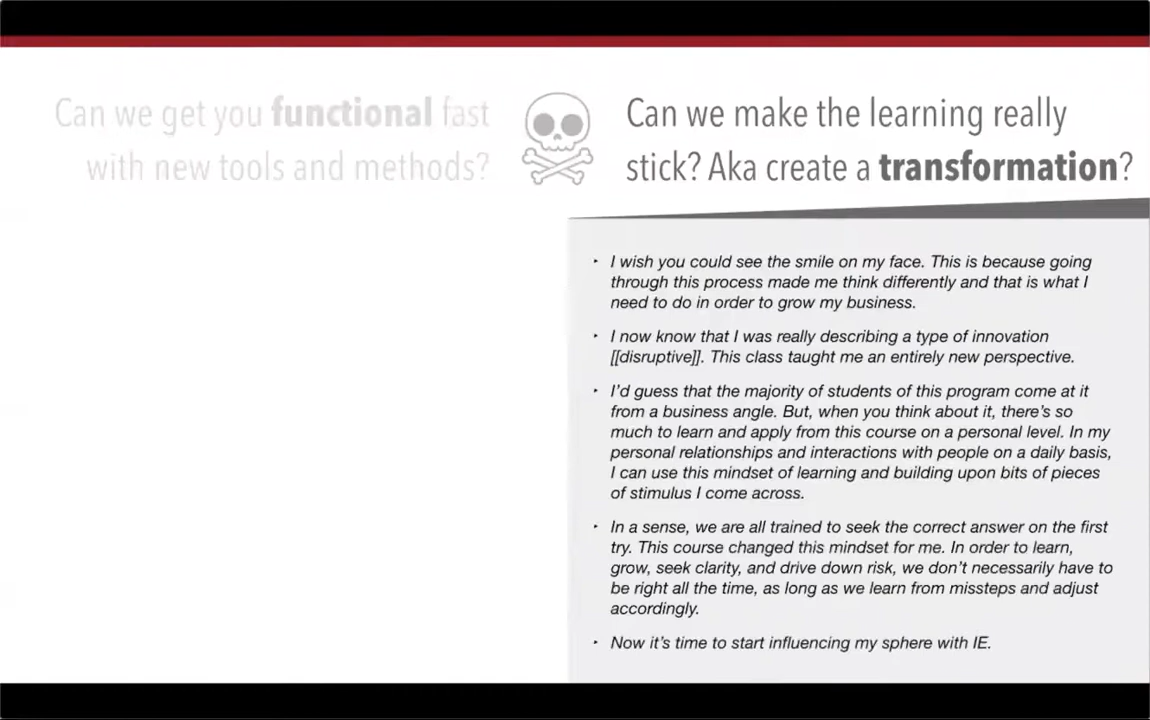 Can we get you functional fast
with new tools and methods?
Can we make the learning really
stick? Aka create a transformation?
‣ I wish you could see the smile on my face. This is because going
through this process made me think differently and that is what I
need to do in order to grow my business.
‣ I now know that I was really describing a type of innovation
[[disruptive]]. This class taught me an entirely new perspective.
‣ I'd guess that the majority of students of this program come at it
from a business angle. But, when you think about it, there's so
much to learn and apply from this course on a personal level. In my
personal relationships and interactions with people on a daily basis,
I can use this mindset of learning and building upon bits of pieces
of stimulus I come across.
‣ In a sense, we are all trained to seek the correct answer on the first
try. This course changed this mindset for me. In order to learn,
grow, seek clarity, and drive down risk, we don't necessarily have to
be right all the time, as long as we learn from missteps and adjust
accordingly.
‣ Now it's time to start influencing my sphere with IE.